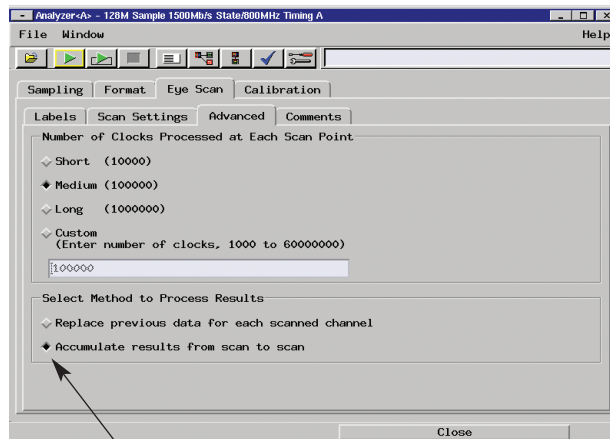 Analyzer<A> - 128M Sample 1500Mb/s State/800MHz Timing A
File Window Help
Sampling Format Eye Scan Calibration
Labels Scan Settings Advanced Comments
Number of Clocks Processed at Each Scan Point
Short (10000)
Medium (100000)
Long (1000000)
Custom
(Enter number of clocks, 1000 to 60000000)
100000
Select Method to Process Results
Replace previous data for each scanned channel
Accumulate results from scan to scan
Close